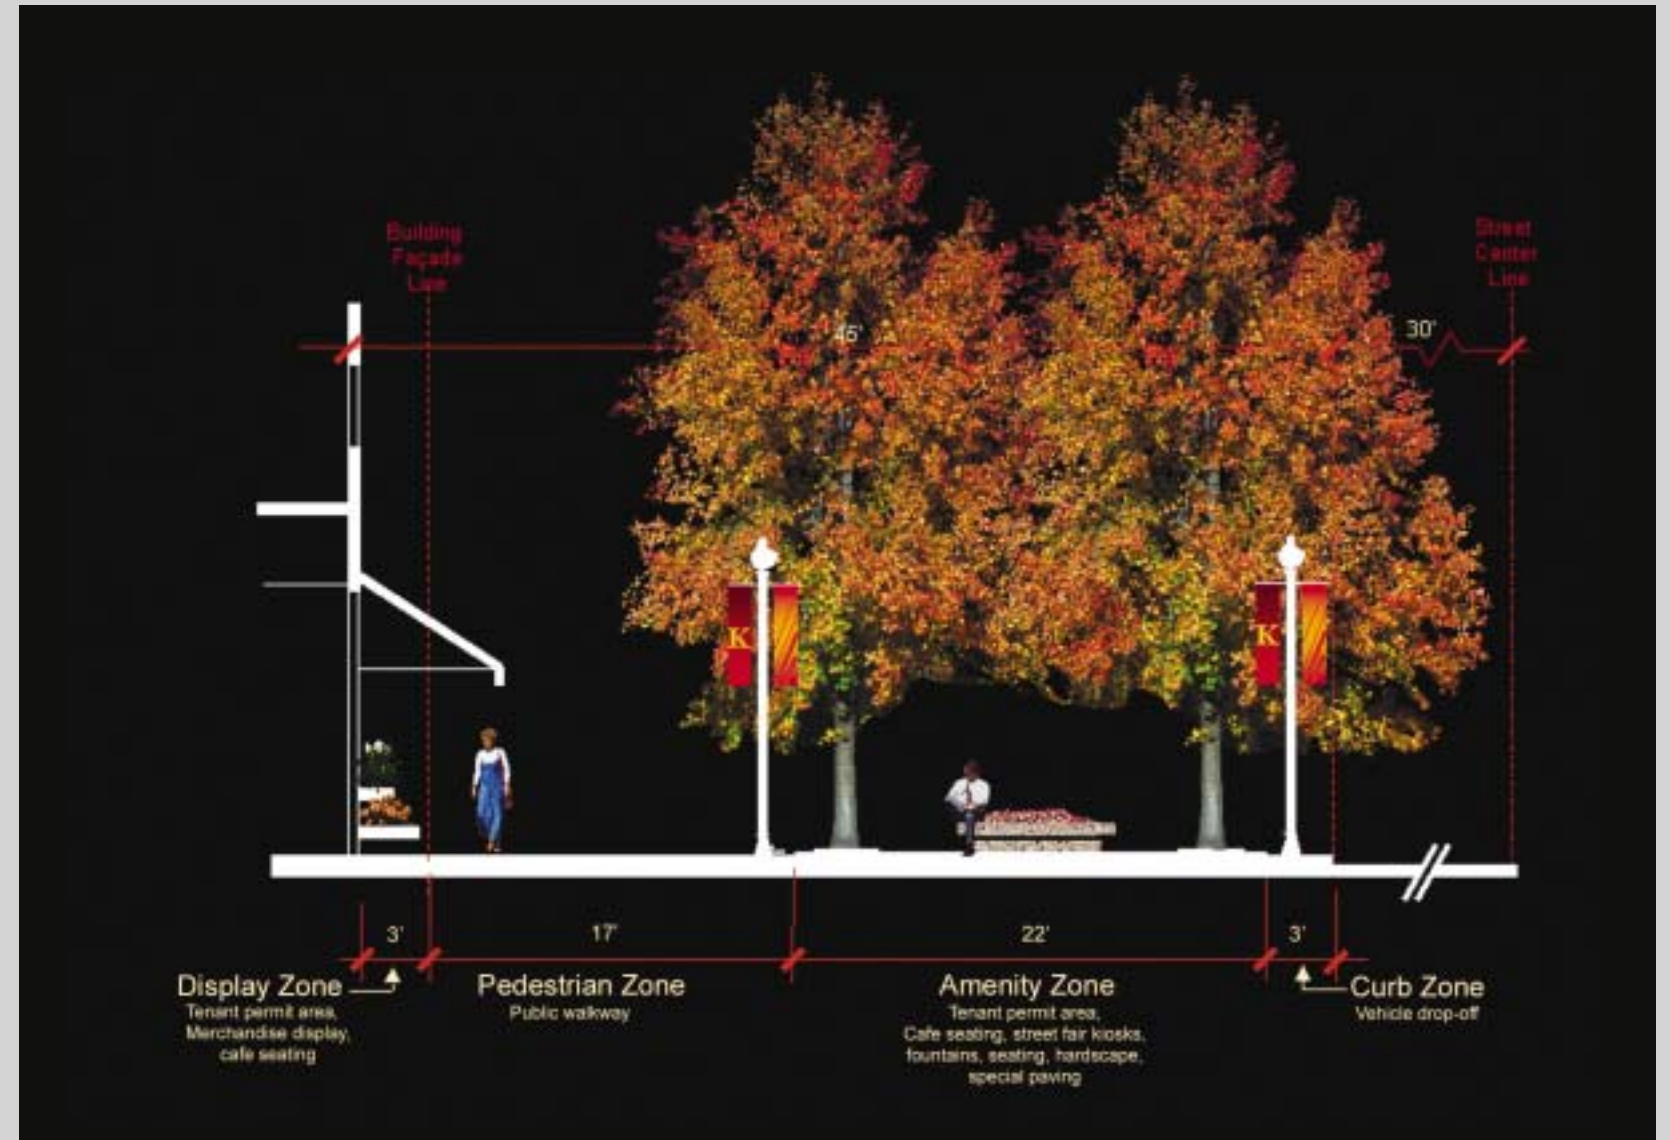 Building
Façade
Line
Street
Center
Line
45'
30'
K
K
3'
17'
22'
3'
Display Zone
Tenant permit area,
Merchandise display,
cafe seating
Pedestrian Zone
Public walkway
Amenity Zone
Tenant permit area,
Cafe seating, street fair kiosks,
fountains, seating, hardscape,
special paving
Curb Zone
Vehicle drop-off